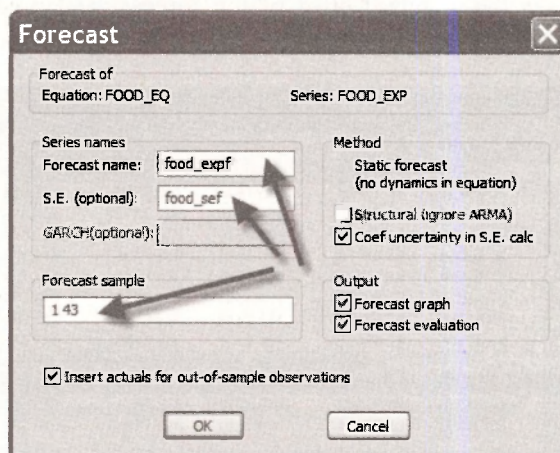 Forecast
Forecast of
Equation: FOOD_EQ Series: FOOD_EXP
Series names
Forecast name: food_expf
S.E. (optional): food_sef
GARCH(optional):
Method
Static forecast
(no dynamics in equation)
Structural (ignore ARMA)
Coef uncertainty in S.E. calc
Forecast sample
1 43
Output
Forecast graph
Forecast evaluation
Insert actuals for out-of-sample observations
OK Cancel